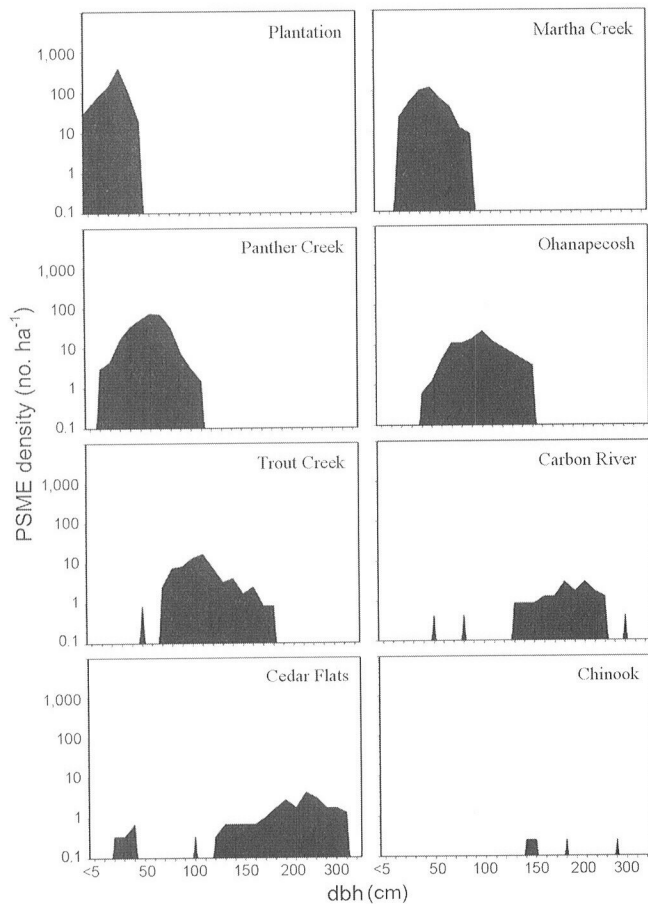 Plantation
Martha Creek
1,000
100
10
1
0.1
Panther Creek
Ohanapecosh
1,000
100
10
1
0.1
PSME density (no. ha⁻¹)
Trout Creek
Carbon River
1,000
100
10
1
0.1
Cedar Flats
Chinook
1,000
100
10
1
0.1
<5 50 100 150 200 300 <5 50 100 150 200 300
dbh (cm)